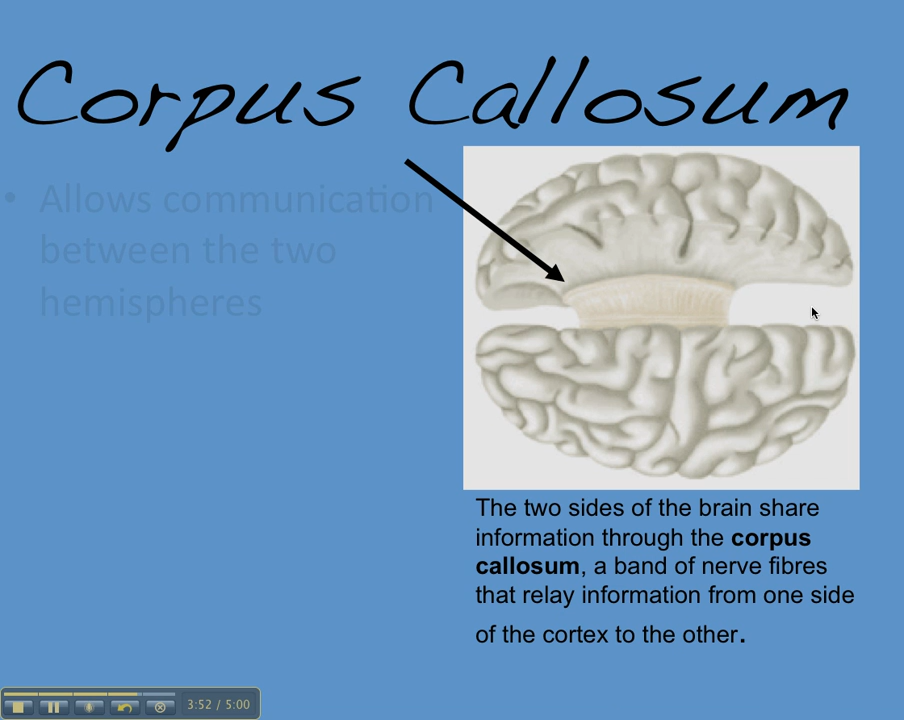 Corpus Callosum
• Allows communication
between the two
hemispheres
The two sides of the brain share
information through the corpus
callosum, a band of nerve fibres
that relay information from one side
of the cortex to the other.
3:52 / 5:00